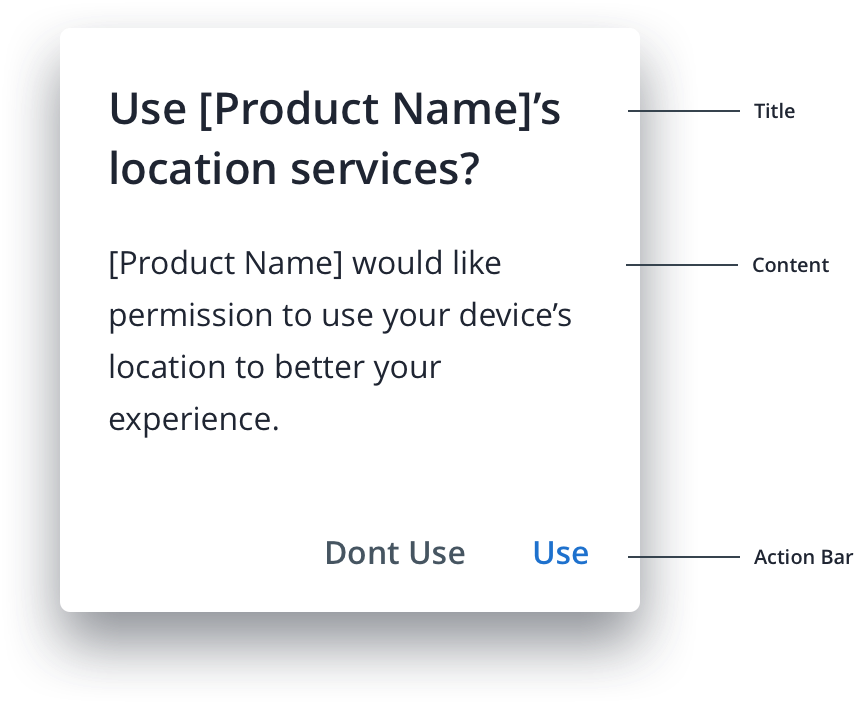 Use [Product Name]’s
location services?
Title
[Product Name] would like
permission to use your device’s
location to better your
experience.
Content
Dont Use
Use
Action Bar